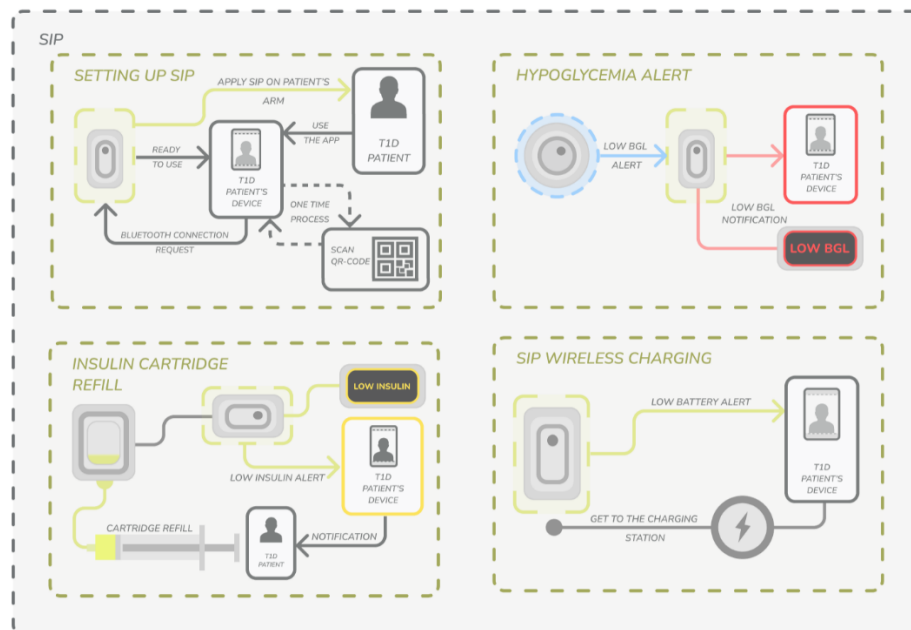 SIP
SETTING UP SIP
APPLY SIP ON PATIENT'S
ARM
T1D
PATIENT
USE
THE APP
READY
TO USE
T1D
PATIENT'S
DEVICE
ONE TIME
PROCESS
BLUETOOTH CONNECTION
REQUEST
SCAN
QR-CODE
HYPOGLYCEMIA ALERT
LOW BGL
ALERT
T1D
PATIENT'S
DEVICE
LOW BGL
NOTIFICATION
LOW BGL
INSULIN CARTRIDGE
REFILL
LOW INSULIN
LOW INSULIN ALERT
T1D
PATIENT'S
DEVICE
CARTRIDGE REFILL
T1D
PATIENT
NOTIFICATION
SIP WIRELESS CHARGING
LOW BATTERY ALERT
T1D
PATIENT'S
DEVICE
GET TO THE CHARGING
STATION